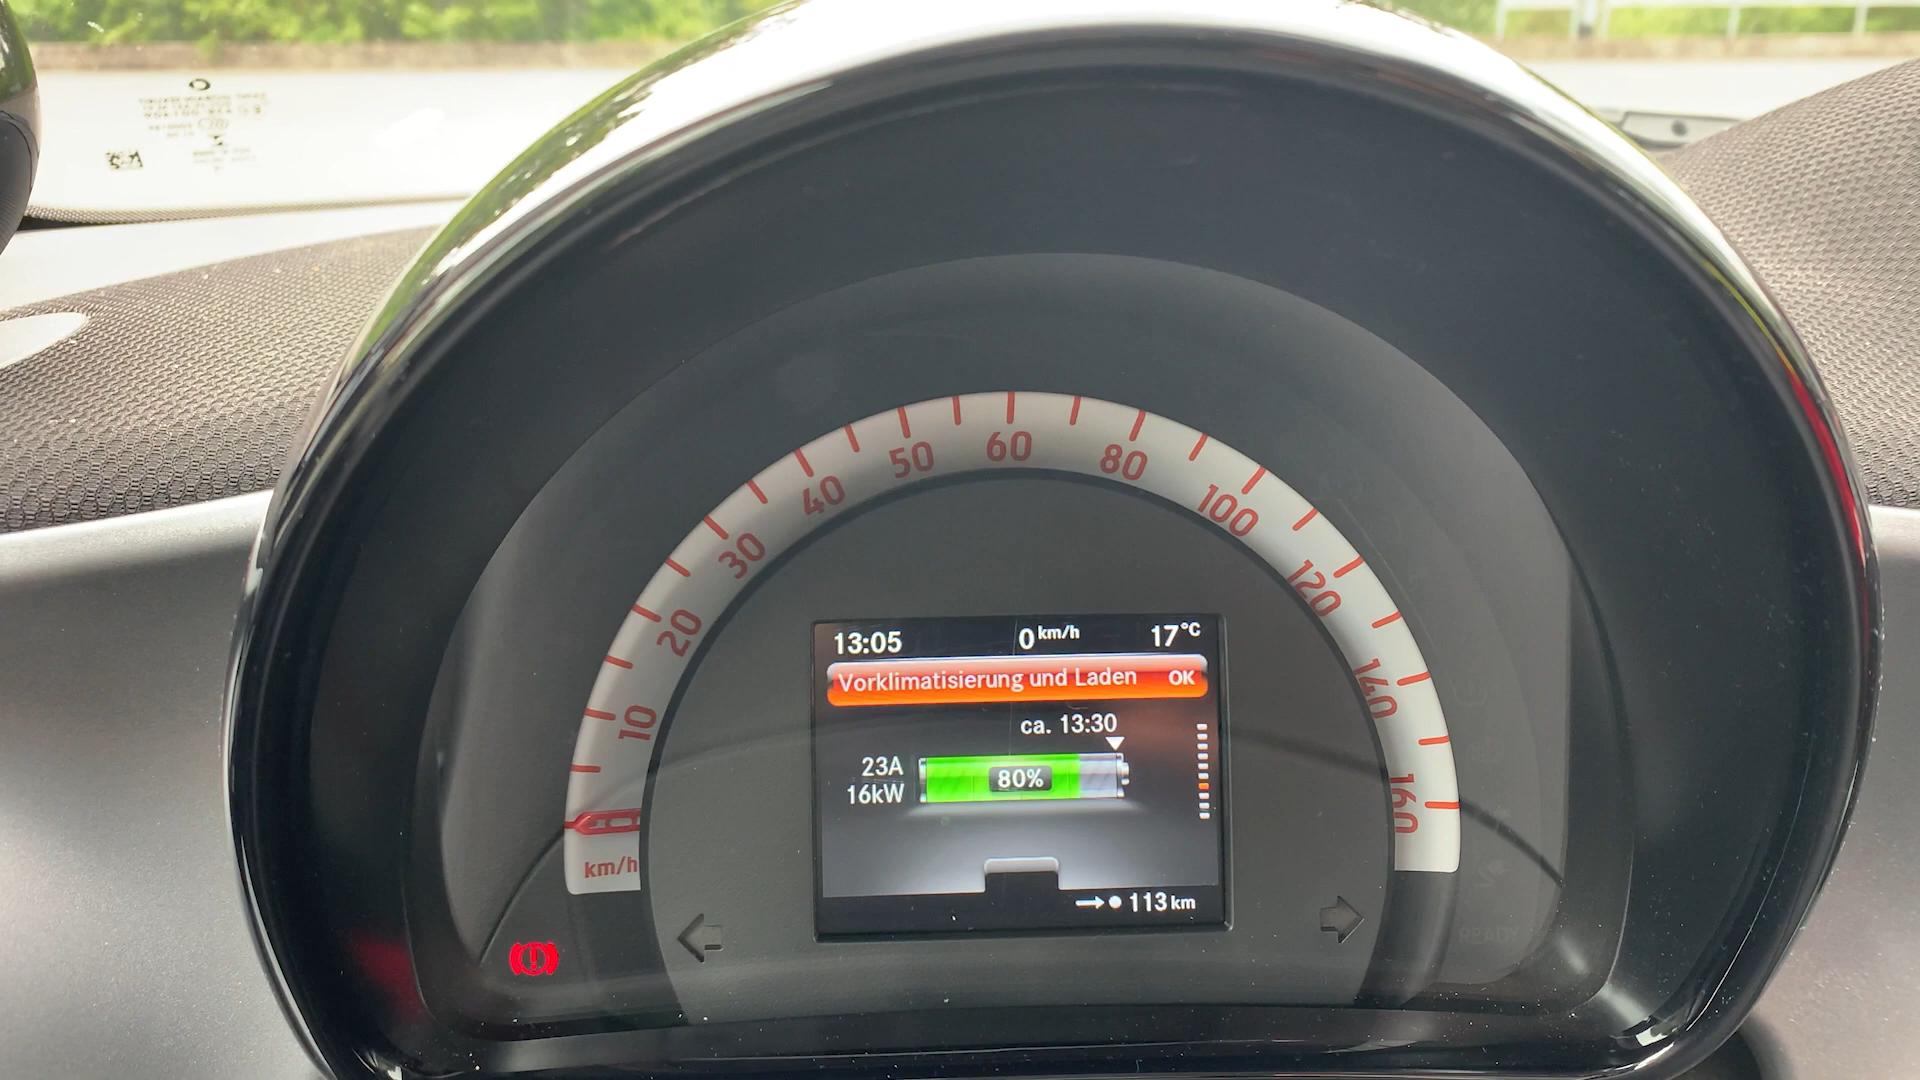 10
20
30
40
50
60
80
100
120
140
160
km/h
13:05 0 km/h 17°C
Vorklimatisierung und Laden OK
ca. 13:30
23A
16kW
80%
113 km
READY